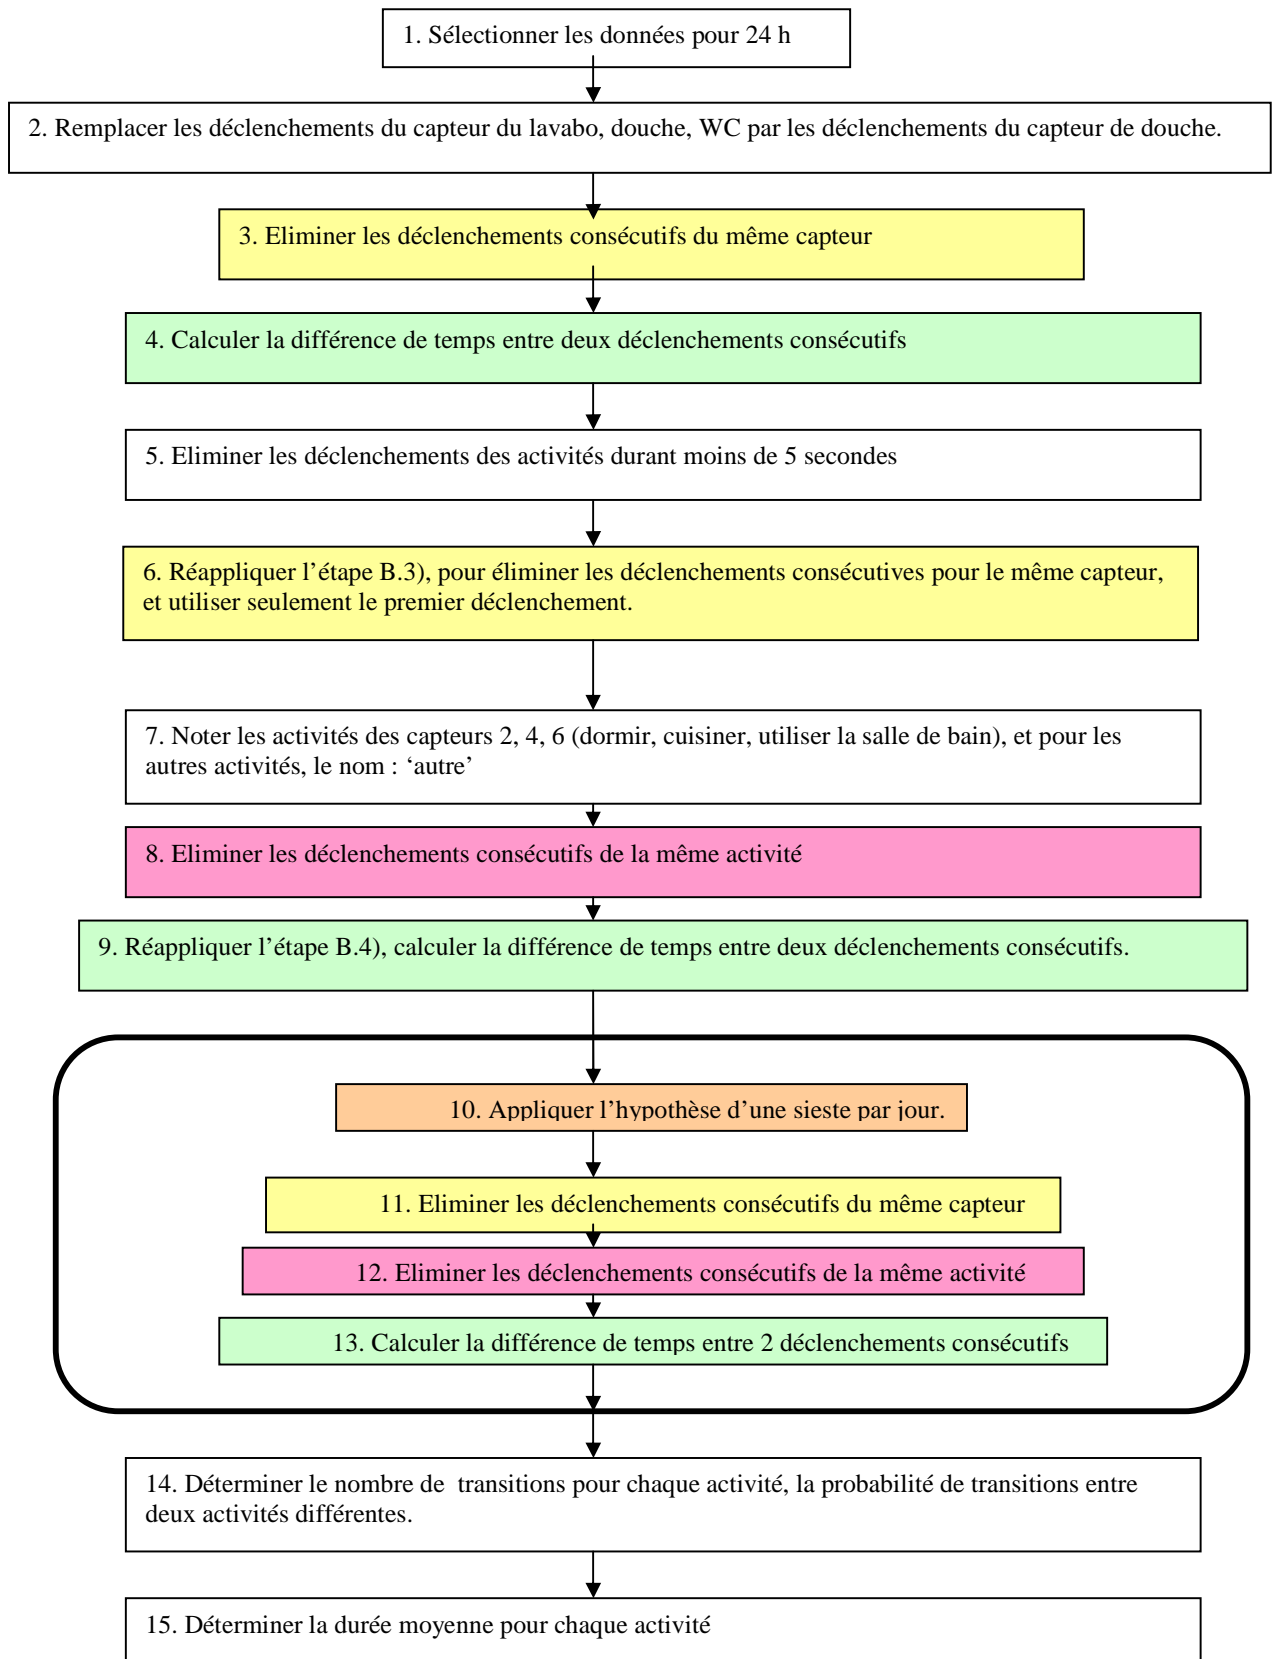 1. Sélectionner les données pour 24 h
2. Remplacer les déclenchements du capteur du lavabo, douche, WC par les déclenchements du capteur de douche.
3. Eliminer les déclenchements consécutifs du même capteur
4. Calculer la différence de temps entre deux déclenchements consécutifs
5. Eliminer les déclenchements des activités durant moins de 5 secondes
6. Réappliquer l’étape B.3), pour éliminer les déclenchements consécutives pour le même capteur,
et utiliser seulement le premier déclenchement.
7. Noter les activités des capteurs 2, 4, 6 (dormir, cuisiner, utiliser la salle de bain), et pour les
autres activités, le nom : ‘autre’
8. Eliminer les déclenchements consécutifs de la même activité
9. Réappliquer l’étape B.4), calculer la différence de temps entre deux déclenchements consécutifs.
10. Appliquer l’hypothèse d’une sieste par jour.
11. Eliminer les déclenchements consécutifs du même capteur
12. Eliminer les déclenchements consécutifs de la même activité
13. Calculer la différence de temps entre 2 déclenchements consécutifs
14. Déterminer le nombre de  transitions pour chaque activité, la probabilité de transitions entre
deux activités différentes.
15. Déterminer la durée moyenne pour chaque activité